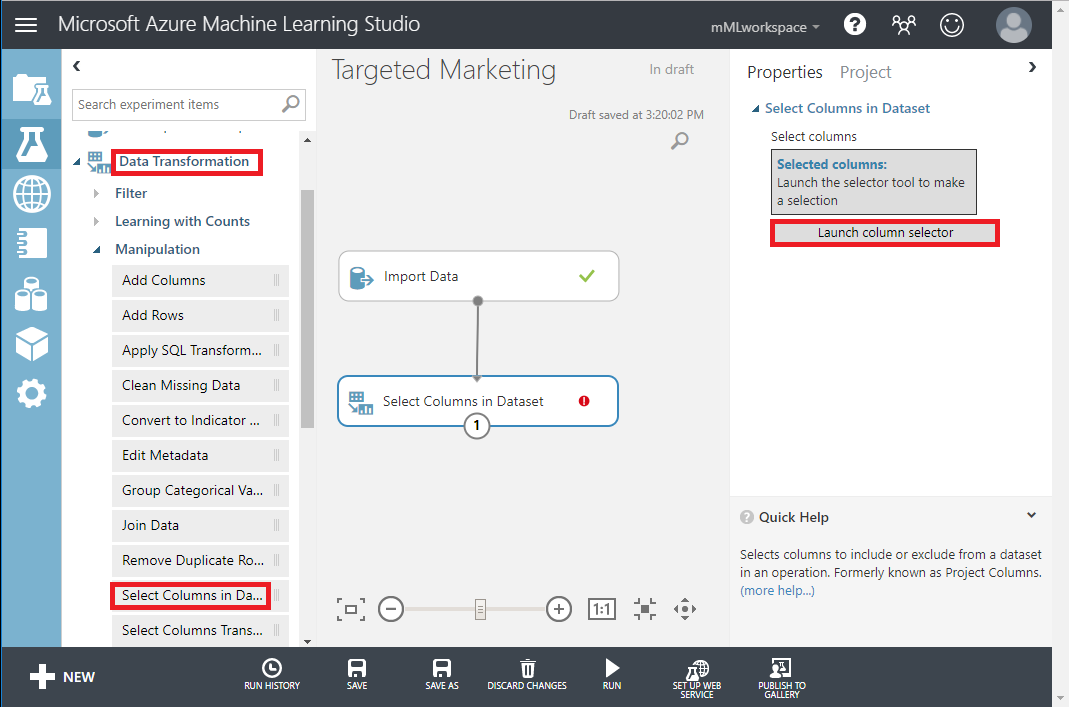 Microsoft Azure Machine Learning Studio
mMLworkspace
?
Search experiment items
Data Transformation
Filter
Learning with Counts
Manipulation
Add Columns
Add Rows
Apply SQL Transform...
Clean Missing Data
Convert to Indicator ...
Edit Metadata
Group Categorical Va...
Join Data
Remove Duplicate Ro...
Select Columns in Da...
Select Columns Trans...
Targeted Marketing
In draft
Draft saved at 3:20:02 PM
Import Data
Select Columns in Dataset
!
1
1:1
Properties
Project
Select Columns in Dataset
Select columns
Selected columns:
Launch the selector tool to make
a selection
Launch column selector
? Quick Help
Selects columns to include or exclude from a dataset
in an operation. Formerly known as Project Columns.
(more help...)
NEW
RUN HISTORY
SAVE
SAVE AS
DISCARD CHANGES
RUN
SET UP WEB
SERVICE
PUBLISH TO
GALLERY